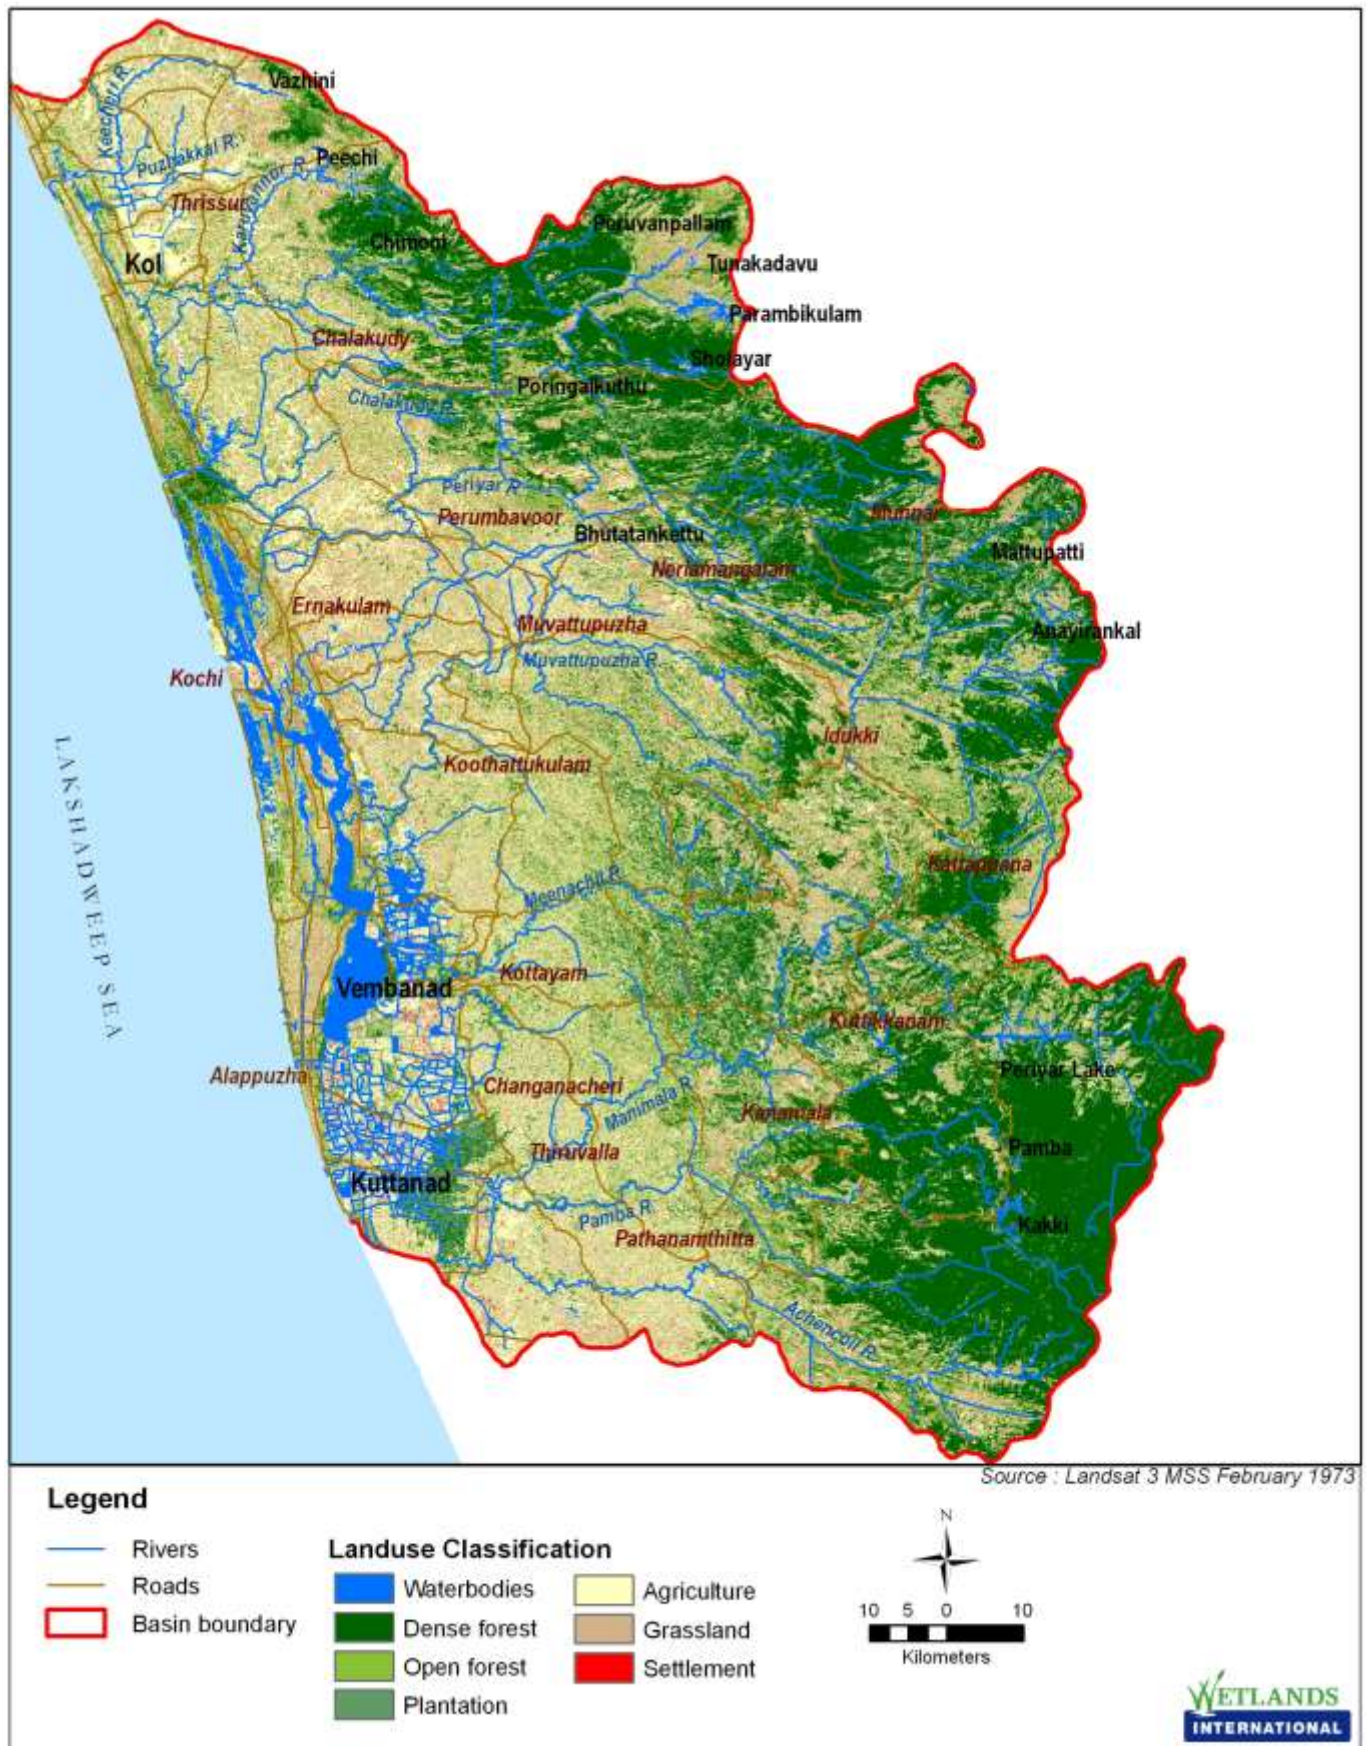 Vazhini
Kaecheri R.
Puzhakkal R.
Peechi
Karuvannur R.
Thrissur
Peruvanpallam
Chimoni
Kol
Tunakadavu
Parambikulam
Chalakudy
Sholayar
Poringalkuthu
Chalakudy R.
Periyar R
Perumbavoor
Munnar
Bhutatankettu
Mattupatti
Neriamangalam
Ernakulam
Muvattupuzha
Anayirankal
Muvattupuzha R.
Kochi
Idukki
LAKSHADWEEP SEA
Koothattukulam
Kattappana
Meenachil R.
Kottayam
Vembanad
Kuttikkanam
Alappuzha
Periyar Lake
Changanacheri
Manimala R
Kanamala
Thiruvalla
Pamba
Kuttanad
Pamba R
Kakki
Pathanamthitta
Achencoil R.
Source : Landsat 3 MSS February 1973
Legend
Rivers
Roads
Basin boundary
Landuse Classification
Waterbodies
Dense forest
Open forest
Plantation
Agriculture
Grassland
Settlement
N
10 5 0 10
Kilometers
WETLANDS
INTERNATIONAL